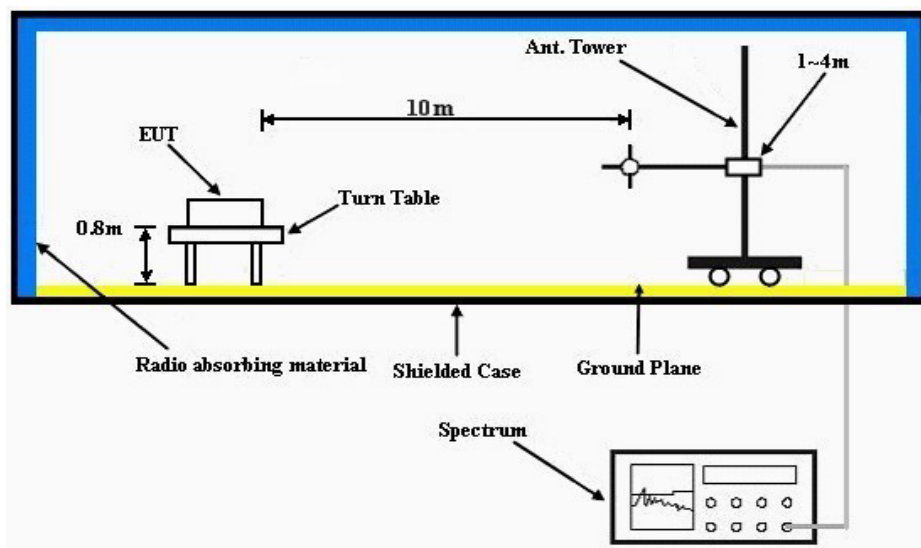 Ant. Tower
1~4m
10m
EUT
Turn Table
0.8m
Radio absorbing material
Shielded Case
Ground Plane
Spectrum